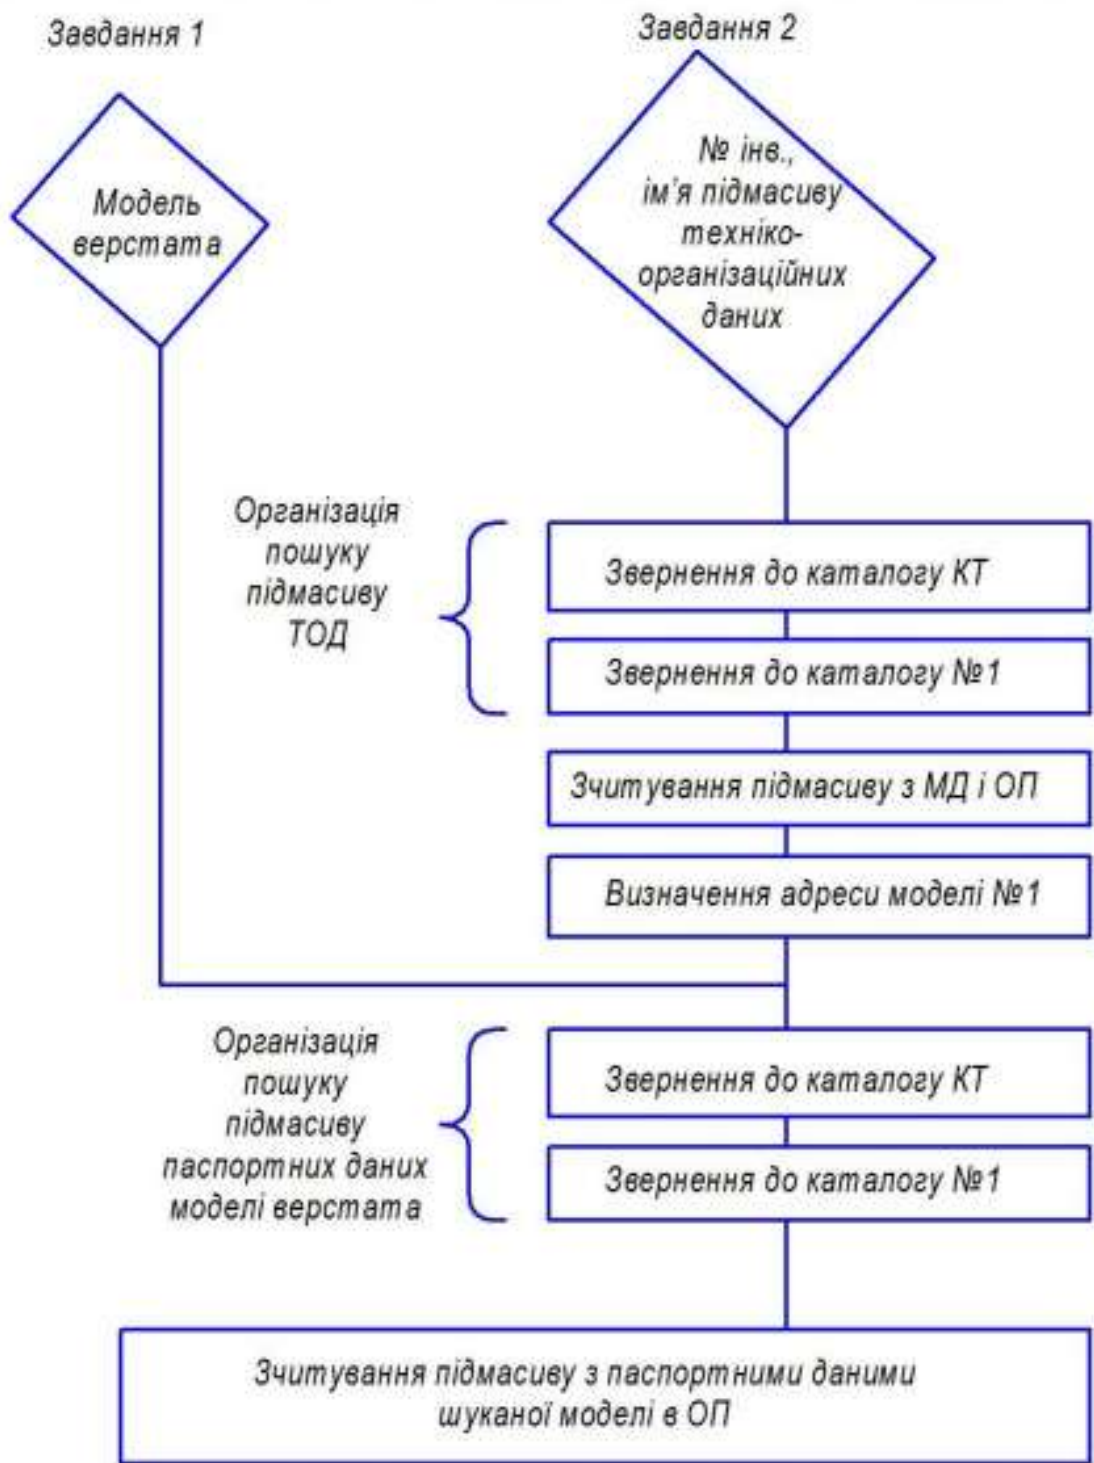 Завдання 1
Завдання 2
Модель
верстата
№ інв.,
ім'я підмасиву
техніко-
організаційних
даних
Організація
пошуку
підмасиву
ТОД
Звернення до каталогу КТ
Звернення до каталогу №1
Зчитування підмасиву з МД і ОП
Визначення адреси моделі №1
Організація
пошуку
підмасиву
паспортних даних
моделі верстата
Звернення до каталогу КТ
Звернення до каталогу №1
Зчитування підмасиву з паспортними даними
шуканої моделі в ОП